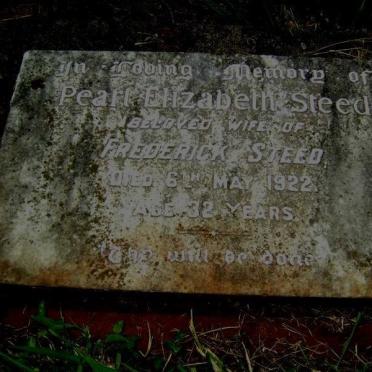 In Loving Memory of
Pearl Elizabeth Steed
BELOVED WIFE OF
FREDERICK STEED.
DIED 6TH MAY 1922.
AGE 32 YEARS.
"Thy will be done"